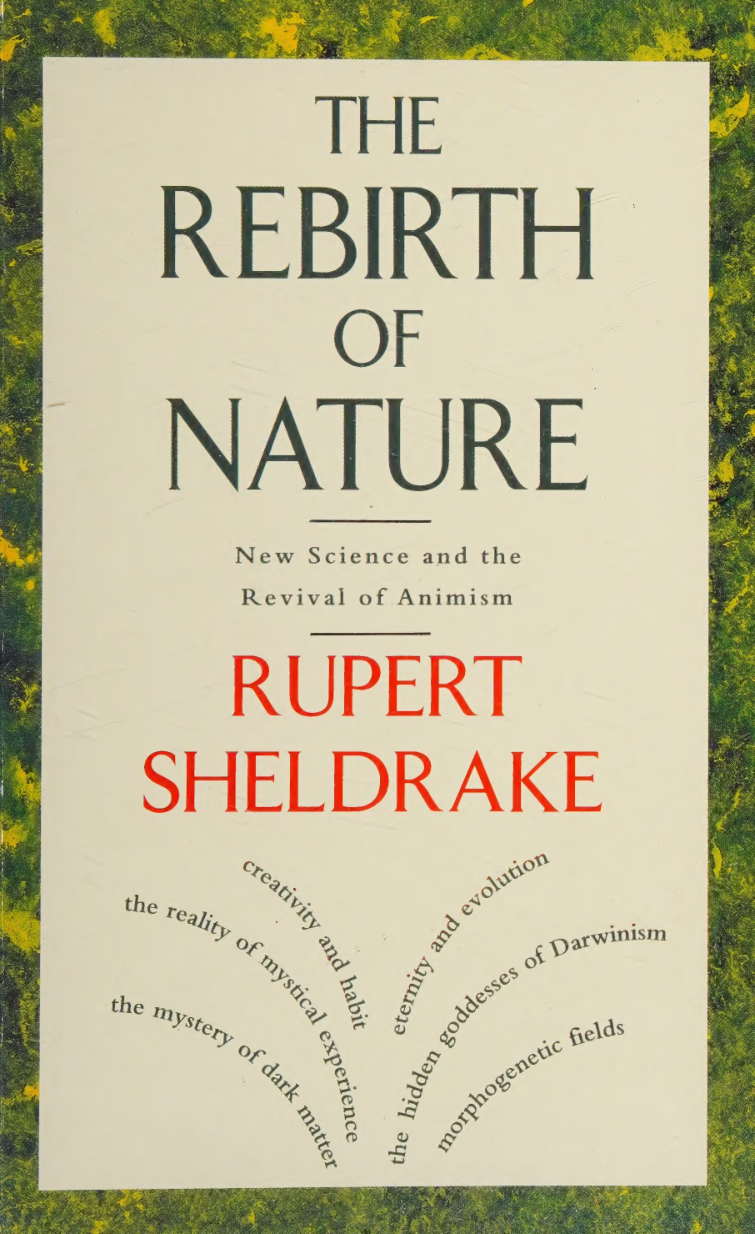 THE
REBIRTH
OF
NATURE
New Science and the
Revival of Animism
RUPERT
SHELDRAKE
creativity and habit
the reality of mystical experience
the mystery of dark matter
eternity and evolution
the hidden goddesses of Darwinism
morphogenetic fields